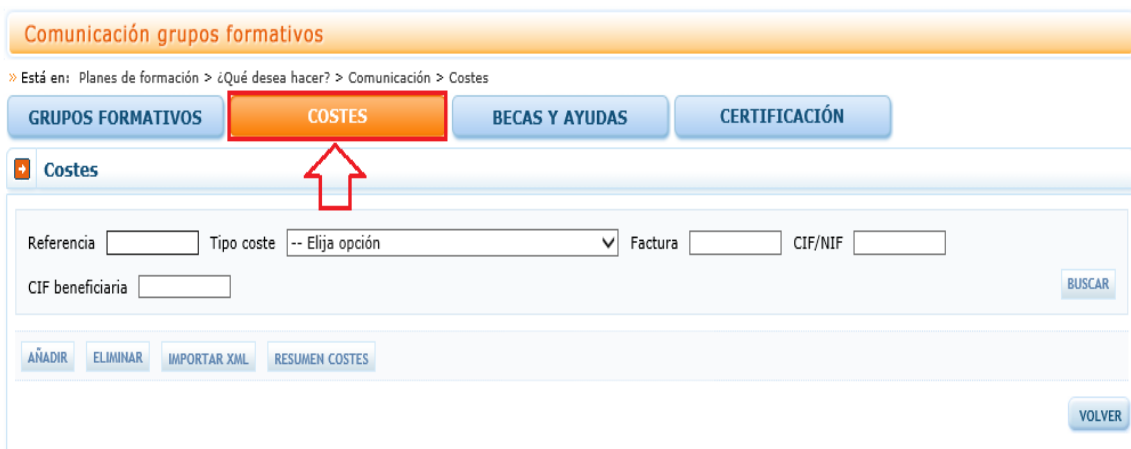 Comunicación grupos formativos
» Está en: Planes de formación > ¿Qué desea hacer? > Comunicación > Costes
GRUPOS FORMATIVOS COSTES BECAS Y AYUDAS CERTIFICACIÓN
Costes
Referencia Tipo coste -- Elija opción Factura CIF/NIF
CIF beneficiaria BUSCAR
AÑADIR ELIMINAR IMPORTAR XML RESUMEN COSTES
VOLVER